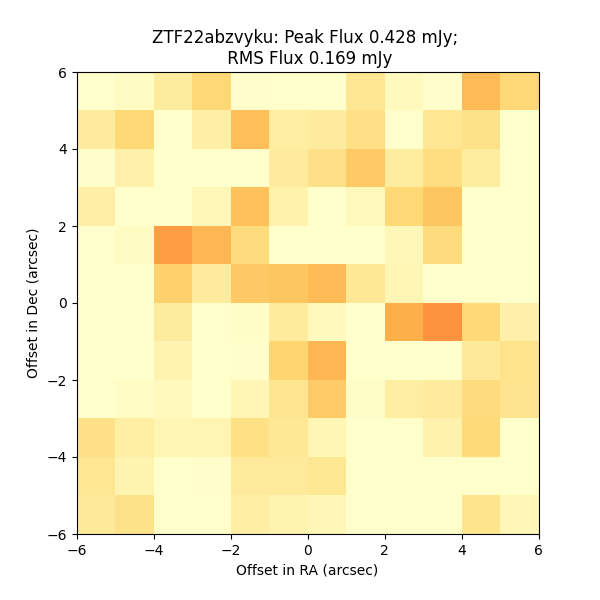 ZTF22abzvyku: Peak Flux 0.428 mJy;
RMS Flux 0.169 mJy
6
4
2
0
−2
−4
−6
Offset in Dec (arcsec)
−6 −4 −2 0 2 4 6
Offset in RA (arcsec)